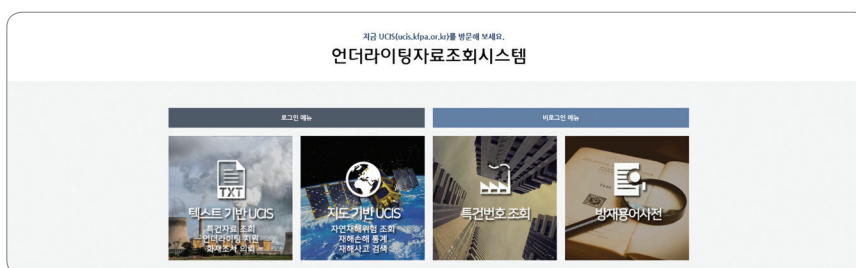 지금 UCIS(ucis.kfpa.or.kr)를 방문해 보세요.
언더라이팅자료조회시스템
로그인 메뉴
비로그인 메뉴
TXT
텍스트 기반 UCIS
특건자료 조회
언더라이팅 지원
화재조사 의뢰
지도 기반 UCIS
자연재해위험 조회
재해손해 통계
재해사고 검색
특건번호 조회
방재용어사전